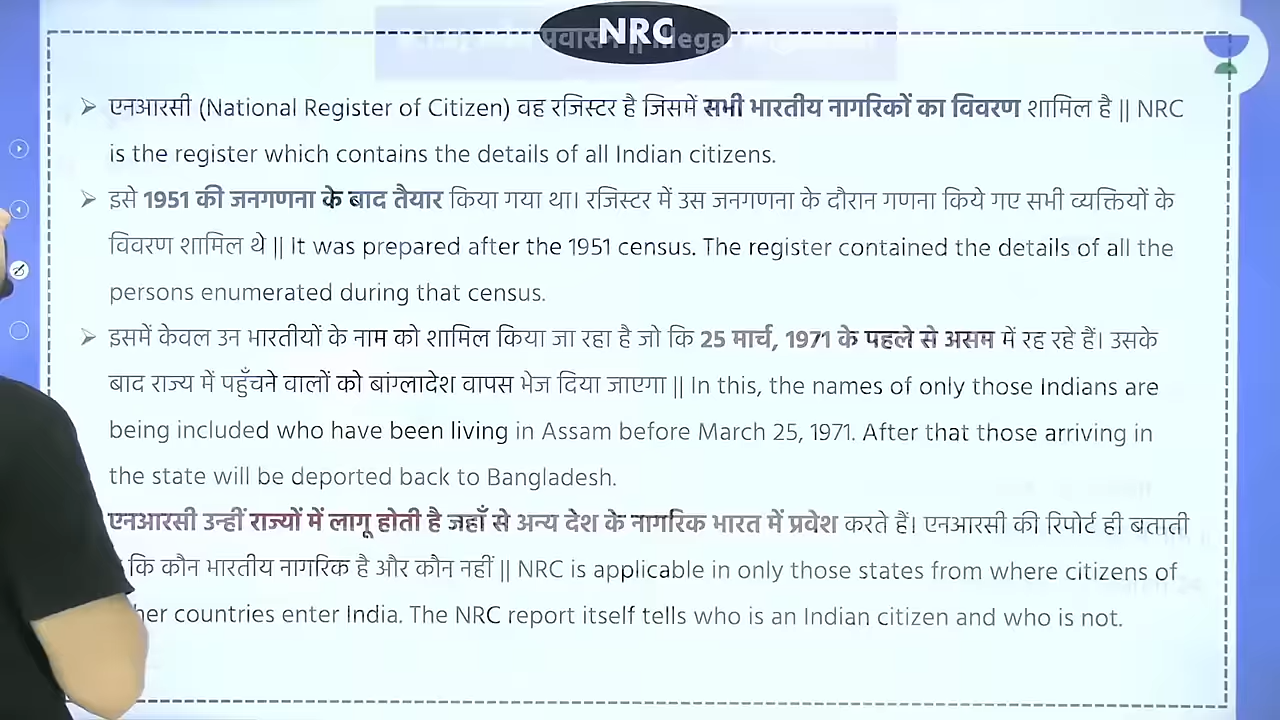 NRC
एनआरसी (National Register of Citizen) वह रजिस्टर है जिसमें सभी भारतीय नागरिकों का विवरण शामिल है || NRC
is the register which contains the details of all Indian citizens.
इसे 1951 की जनगणना के बाद तैयार किया गया था। रजिस्टर में उस जनगणना के दौरान गणना किये गए सभी व्यक्तियों के
विवरण शामिल थे || It was prepared after the 1951 census. The register contained the details of all the
persons enumerated during that census.
इसमें केवल उन भारतीयों के नाम को शामिल किया जा रहा है जो कि 25 मार्च, 1971 के पहले से असम में रह रहे हैं। उसके
बाद राज्य में पहुँचने वालों को बांग्लादेश वापस भेज दिया जाएगा || In this, the names of only those Indians are
being included who have been living in Assam before March 25, 1971. After that those arriving in
the state will be deported back to Bangladesh.
एनआरसी उन्हीं राज्यों में लागू होती है जहाँ से अन्य देश के नागरिक भारत में प्रवेश करते हैं। एनआरसी की रिपोर्ट ही बताती
कि कौन भारतीय नागरिक है और कौन नहीं || NRC is applicable in only those states from where citizens of
countries enter India. The NRC report itself tells who is an Indian citizen and who is not.